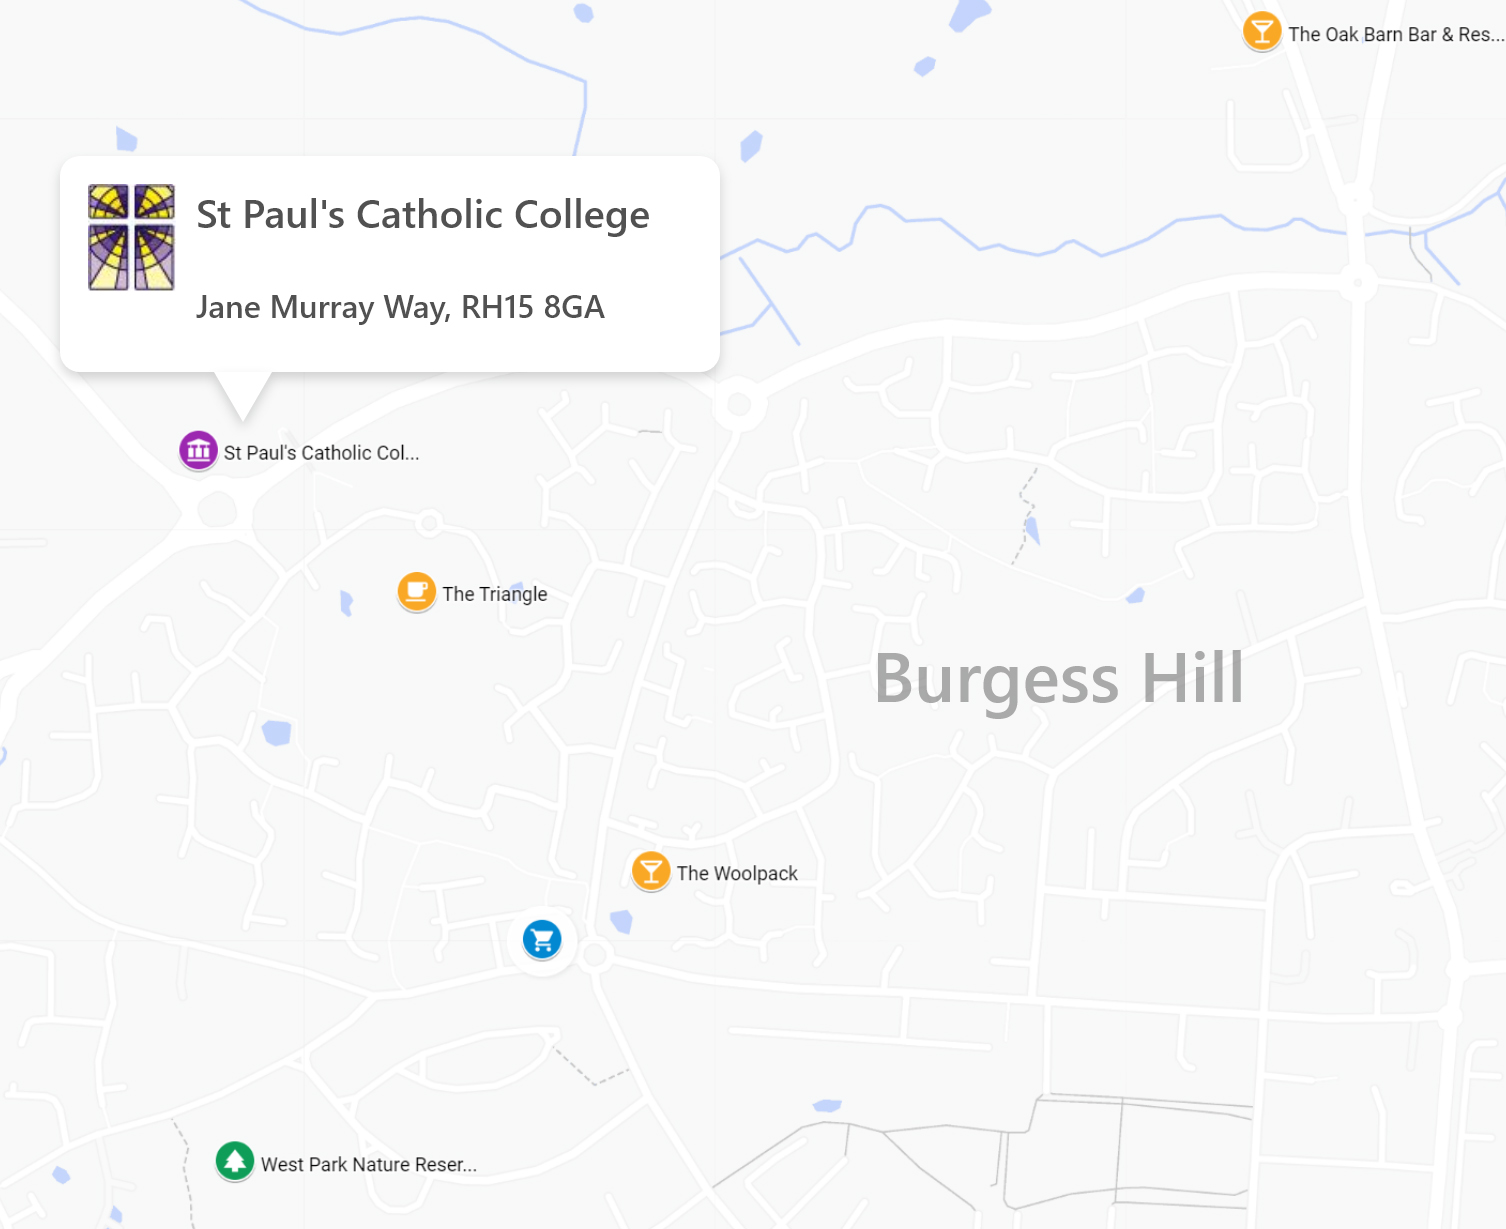 The Oak Barn Bar & Res...
St Paul's Catholic College
Jane Murray Way, RH15 8GA
St Paul's Catholic Col...
The Triangle
Burgess Hill
The Woolpack
West Park Nature Reser...